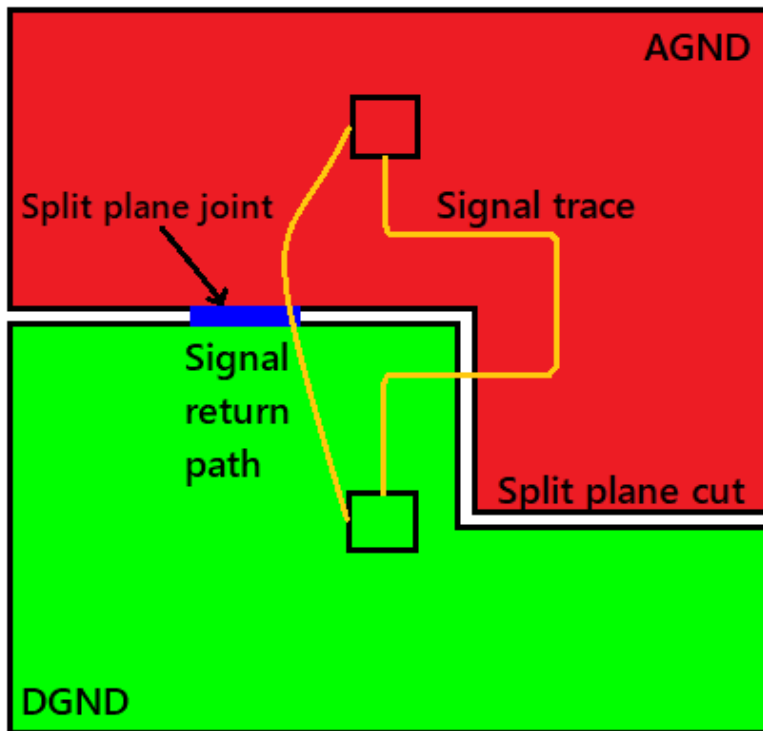 AGND
Split plane joint
Signal trace
Signal
return
path
Split plane cut
DGND